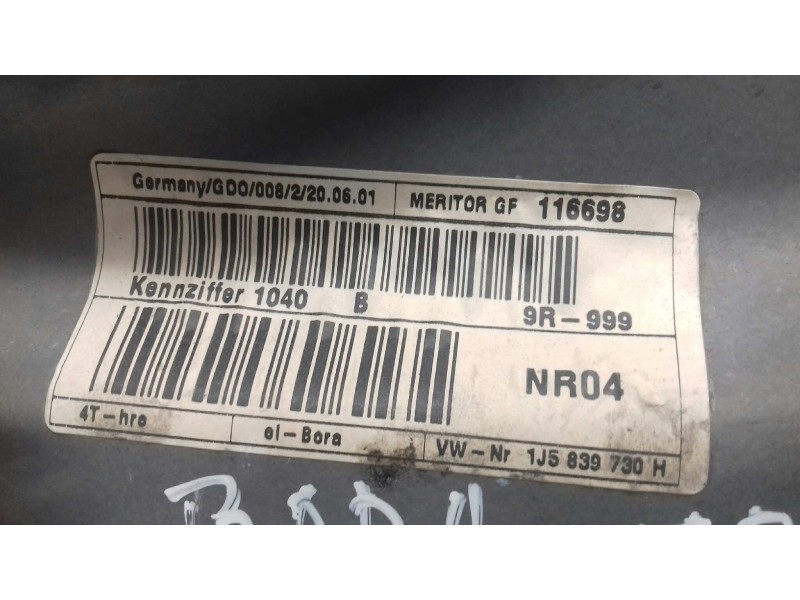 Germany/GDO/008/2/20.06.01 MERITOR GF 116698
Kennziffer 1040 B 9R-999
NR04
4T-hre el-Bora VW-Nr 1J5 839 730 H